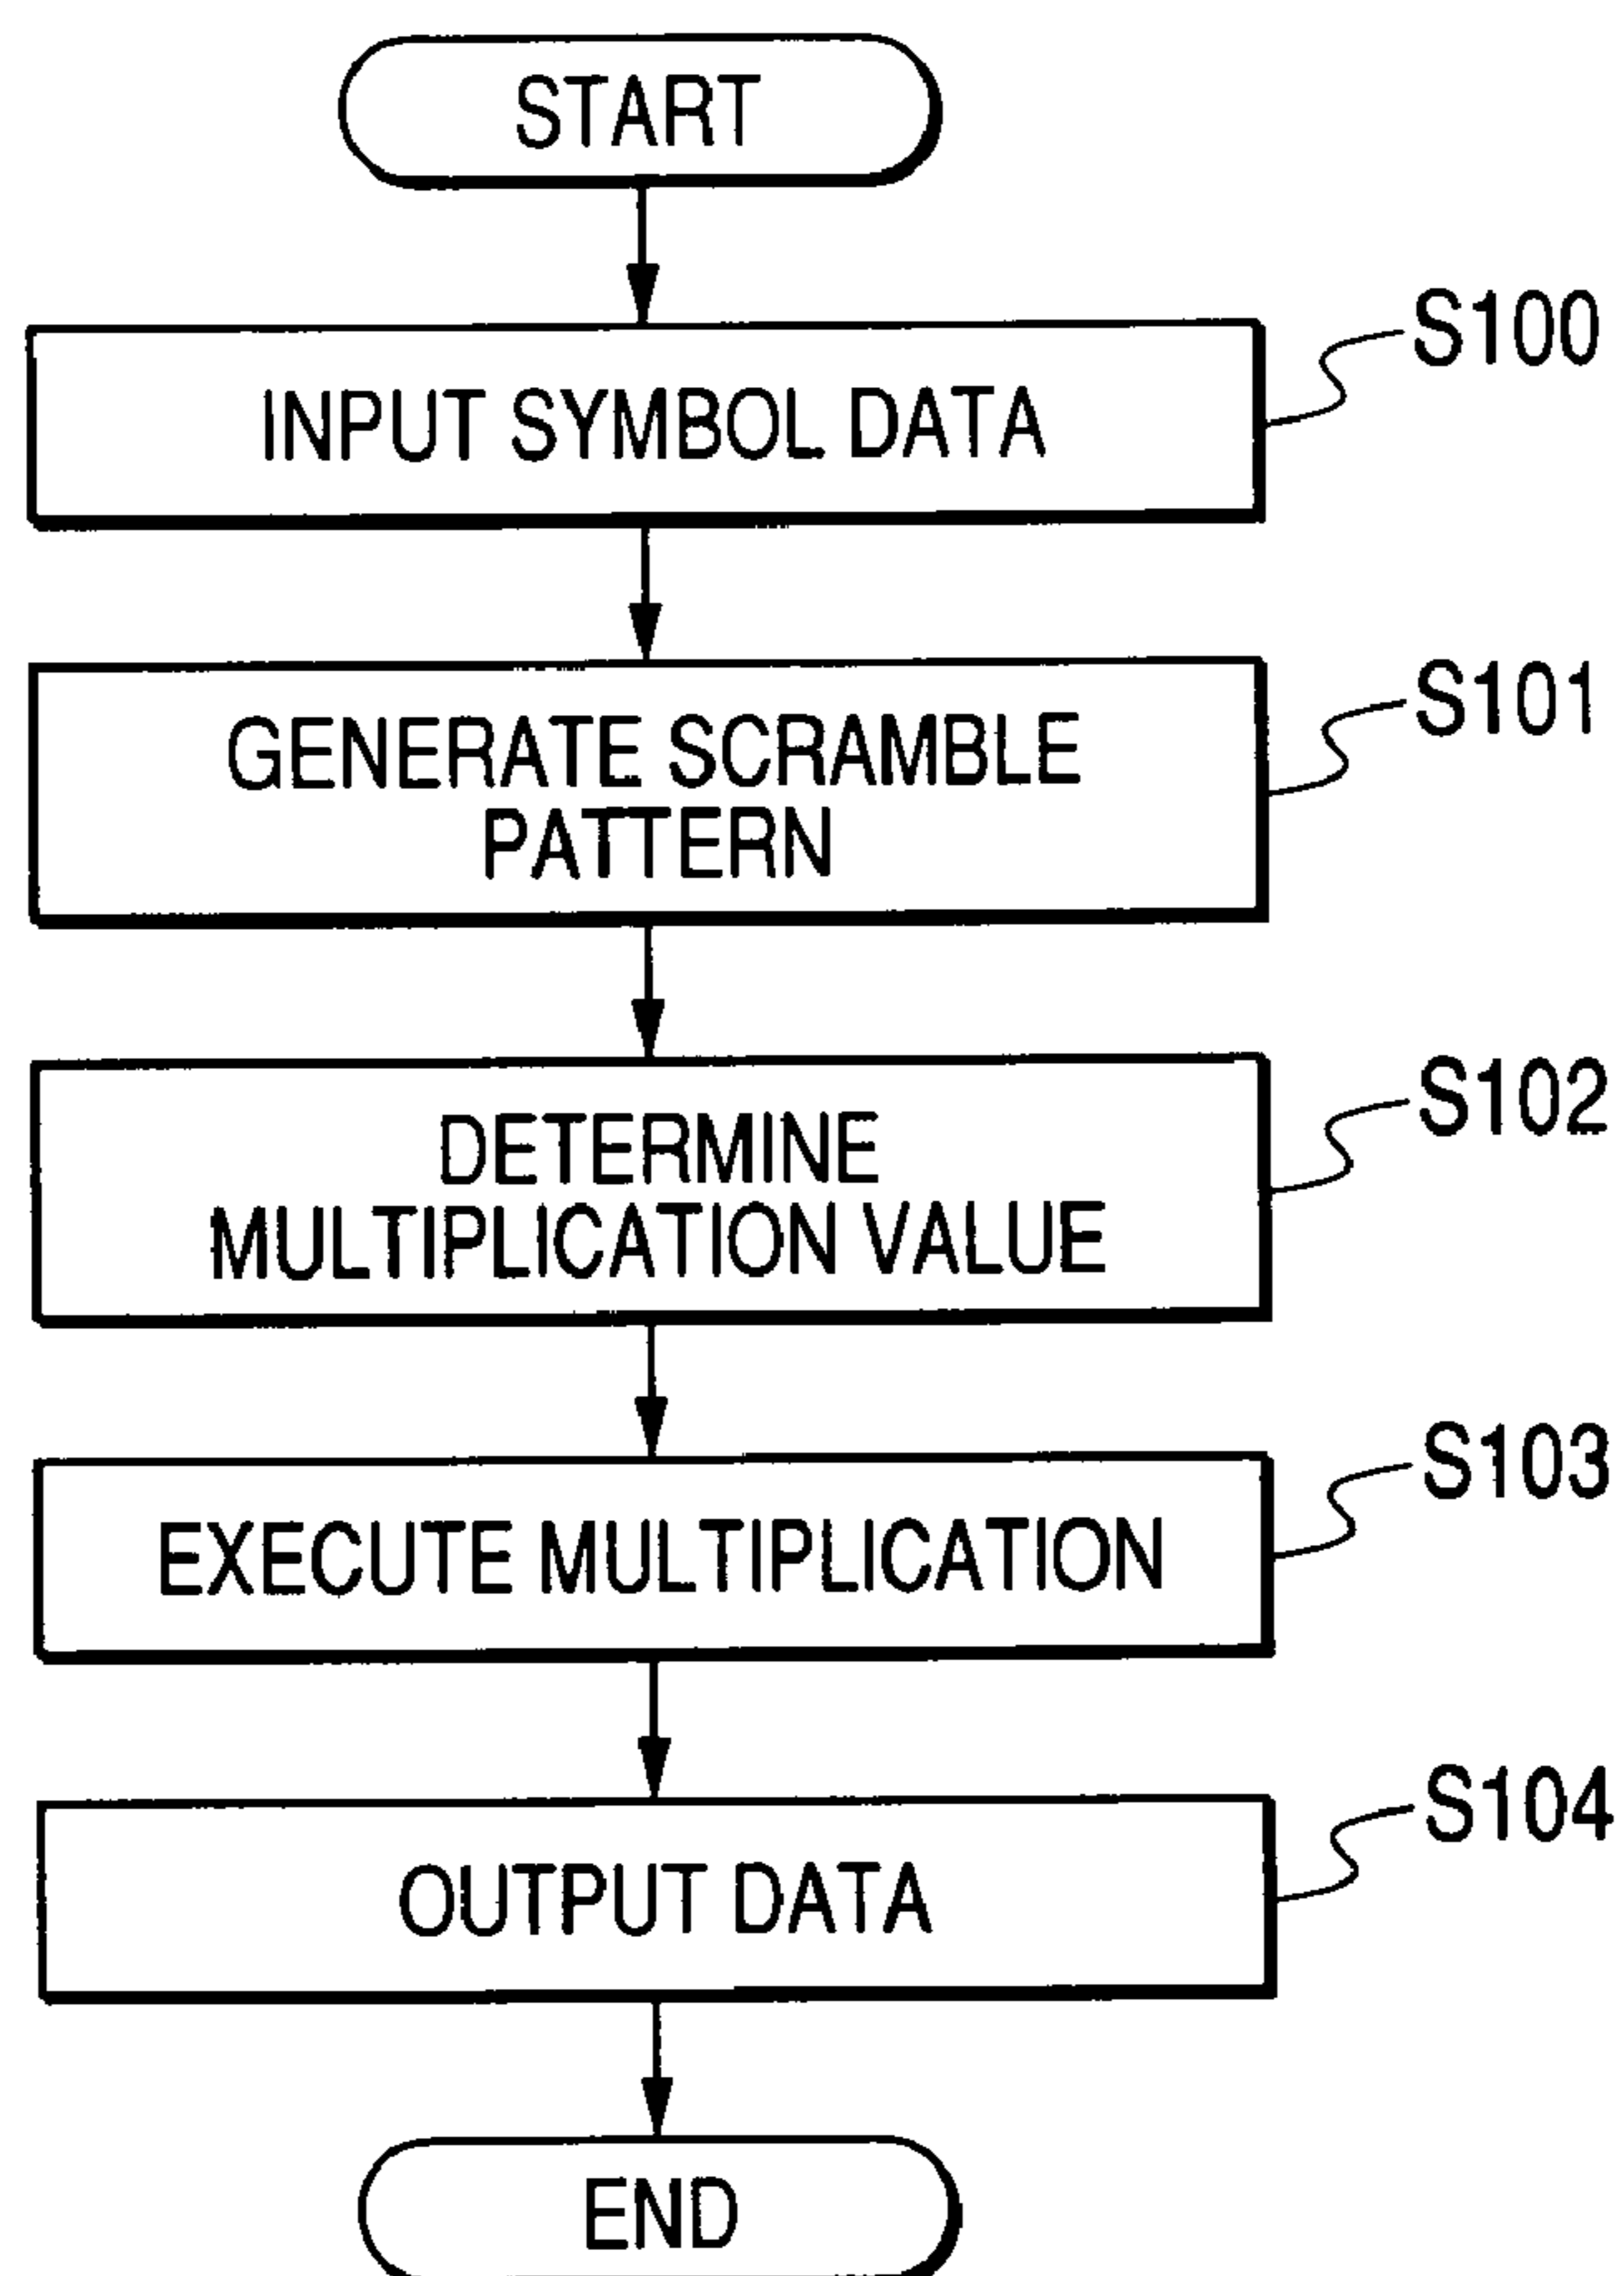 START
S100
INPUT SYMBOL DATA
S101
GENERATE SCRAMBLE
PATTERN
S102
DETERMINE
MULTIPLICATION VALUE
S103
EXECUTE MULTIPLICATION
S104
OUTPUT DATA
END